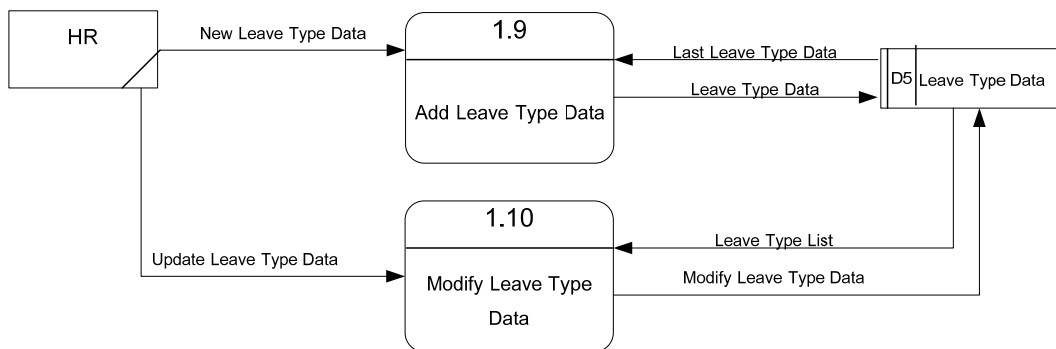 HR
New Leave Type Data
1.9
Add Leave Type Data
Last Leave Type Data
Leave Type Data
D5
Leave Type Data
1.10
Modify Leave Type
Data
Update Leave Type Data
Leave Type List
Modify Leave Type Data